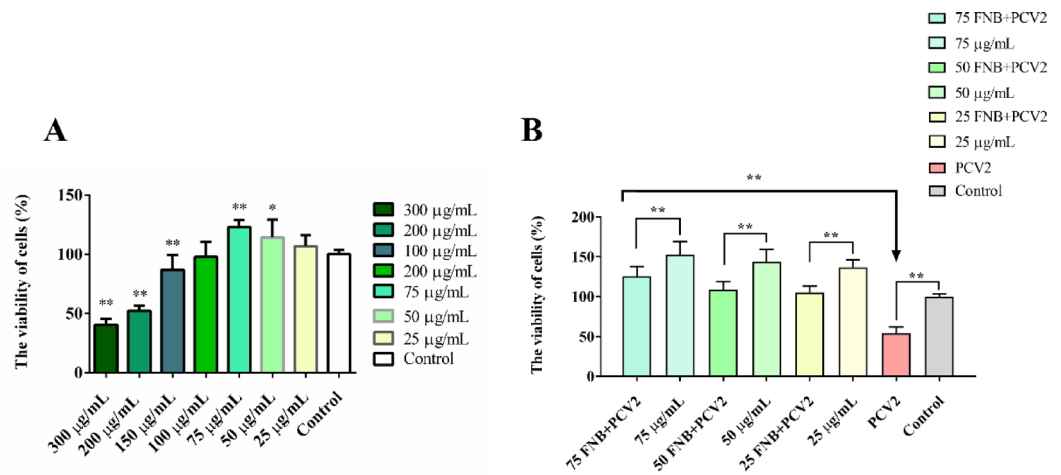 A
The viability of cells (%)
150
100
50
0
**
**
**
**
*
300 μg/mL
200 μg/mL
150 μg/mL
100 μg/mL
75 μg/mL
50 μg/mL
25 μg/mL
Control
300 μg/mL
200 μg/mL
100 μg/mL
200 μg/mL
75 μg/mL
50 μg/mL
25 μg/mL
Control
B
75 FNB+PCV2
75 μg/mL
50 FNB+PCV2
50 μg/mL
25 FNB+PCV2
25 μg/mL
PCV2
Control
The viability of cells (%)
200
150
100
50
0
**
**
**
**
**
75 FNB+PCV2
75 μg/mL
50 FNB+PCV2
50 μg/mL
25 FNB+PCV2
25 μg/mL
PCV2
Control